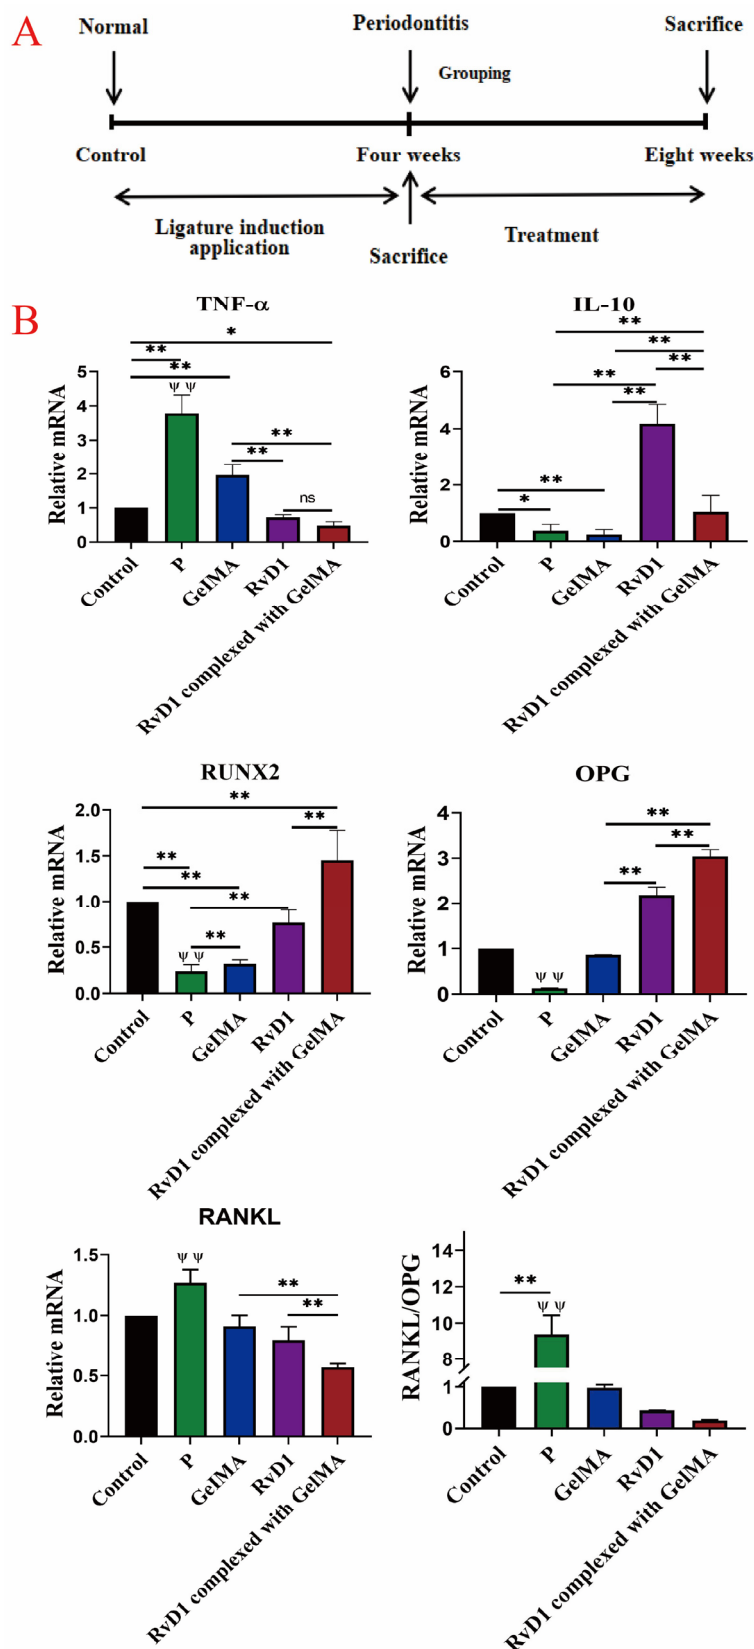 A
Normal
Periodontitis
Sacrifice
Grouping
Control
Four weeks
Eight weeks
Ligature induction
application
Sacrifice
Treatment
B
TNF-α
Relative mRNA
5
4
3
2
1
0
*
**
**
ψ ψ
**
**
ns
Control
P
GelMA
RvD1
RvD1 complexed with GelMA
IL-10
Relative mRNA
6
4
2
0
**
**
**
**
**
**
*
Control
P
GelMA
RvD1
RvD1 complexed with GelMA
RUNX2
Relative mRNA
2.0
1.5
1.0
0.5
0.0
**
**
**
**
**
**
ψ ψ
Control
P
GelMA
RvD1
RvD1 complexed with GelMA
OPG
Relative mRNA
4
3
2
1
0
**
**
**
ψ ψ
Control
P
GelMA
RvD1
RvD1 complexed with GelMA
RANKL
Relative mRNA
1.5
1.0
0.5
0.0
ψ ψ
**
**
Control
P
GelMA
RvD1
RvD1 complexed with GelMA
RANKL/OPG
14
12
10
8
1
0
**
ψ ψ
Control
P
GelMA
RvD1
RvD1 complexed with GelMA